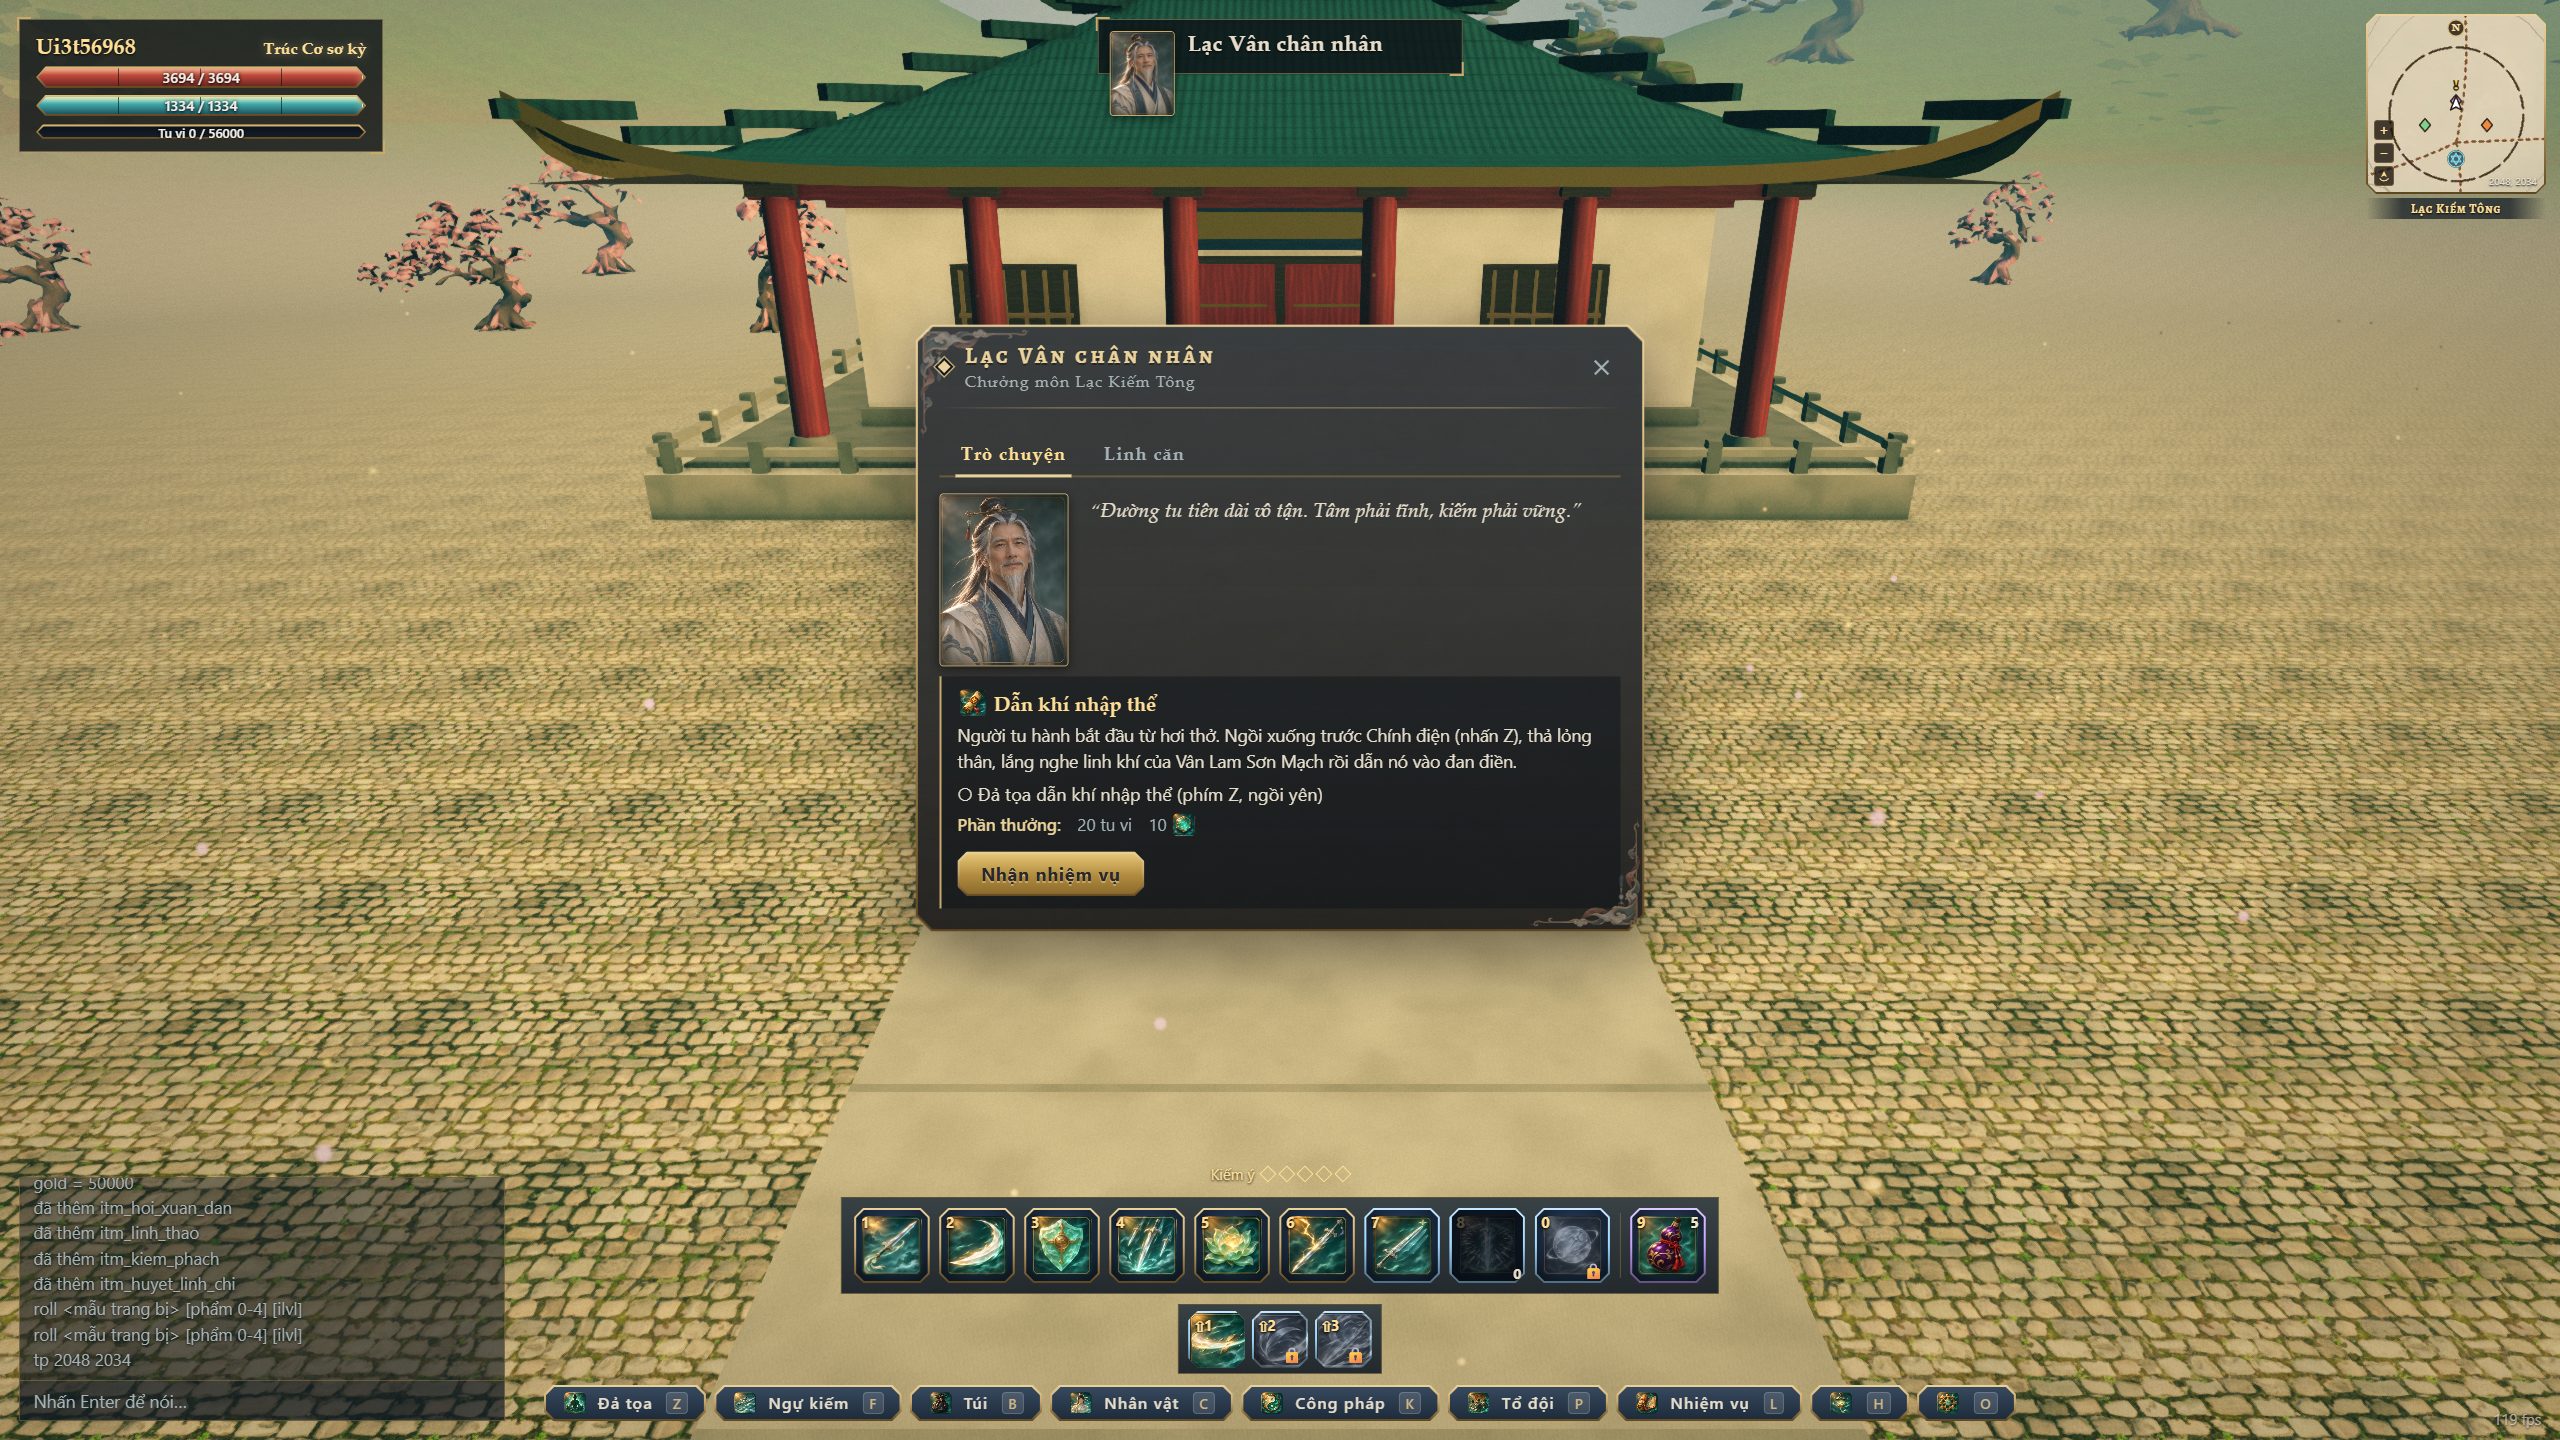 Ui3t56968
Trúc Cơ sơ kỳ
3694 / 3694
1334 / 1334
Tu vi 0 / 56000
Lạc Vân chân nhân
N
+
−
2048, 2034
Lạc Kiếm Tông
Lạc Vân chân nhân
Chưởng môn Lạc Kiếm Tông
Trò chuyện
Linh căn
“Đường tu tiên dài vô tận. Tâm phải tĩnh, kiếm phải vững.”
Dẫn khí nhập thể
Người tu hành bắt đầu từ hơi thở. Ngồi xuống trước Chính điện (nhấn Z), thả lỏng
thân, lắng nghe linh khí của Vân Lam Sơn Mạch rồi dẫn nó vào đan điền.
O Đả tọa dẫn khí nhập thể (phím Z, ngồi yên)
Phần thưởng: 20 tu vi 10
Nhận nhiệm vụ
gold = 50000
đã thêm itm_hoi_xuan_dan
đã thêm itm_linh_thao
đã thêm itm_kiem_phach
đã thêm itm_huyet_linh_chi
roll <mẫu trang bị> [phẩm 0-4] [ilvl]
roll <mẫu trang bị> [phẩm 0-4] [ilvl]
tp 2048 2034
Nhấn Enter để nói...
Kiếm ý
1 2 3 4 5 6 7 8 0 0 9 5
⇧1 ⇧2 ⇧3
Đả tọa Z
Ngự kiếm F
Túi B
Nhân vật C
Công pháp K
Tổ đội P
Nhiệm vụ L
H
O
119 fps